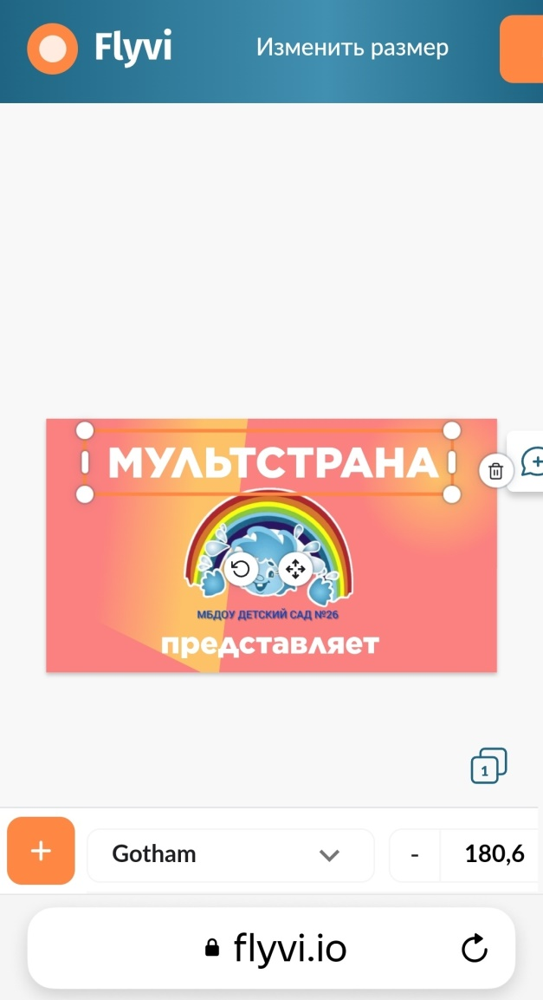 Flyvi
Изменить размер
МУЛЬТСТРАНА
МБДОУ ДЕТСКИЙ САД №26
представляет
1
+
Gotham
-
180,6
flyvi.io